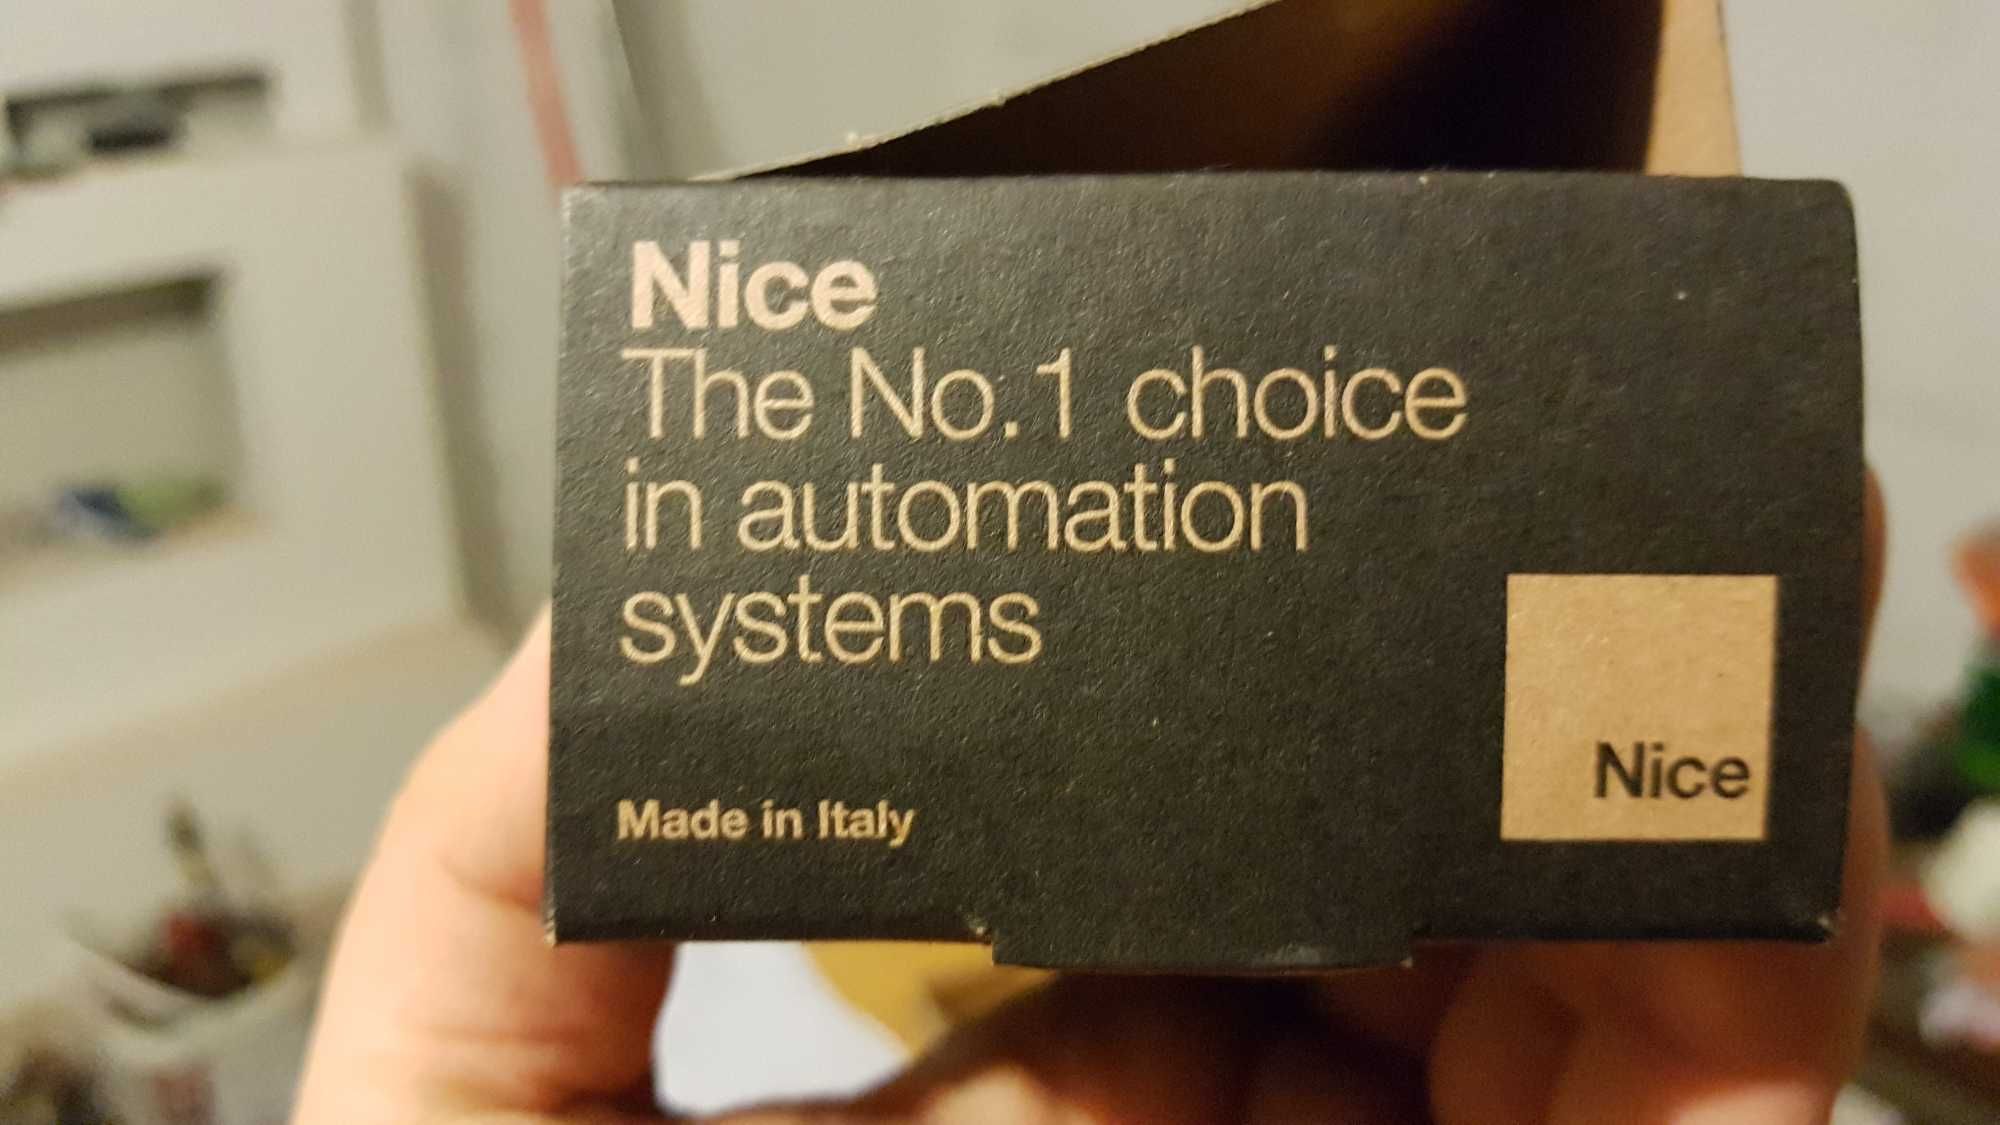 Nice
The No.1 choice
in automation
systems
Made in Italy
Nice